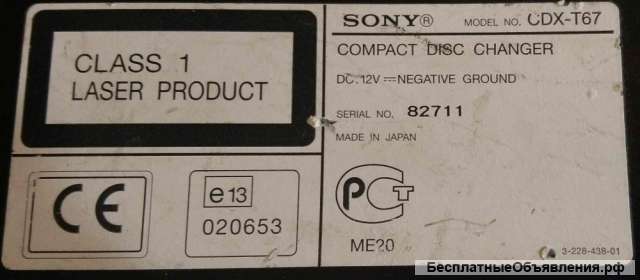 CLASS 1
LASER PRODUCT
SONY® MODEL NO. CDX-T67
COMPACT DISC CHANGER
DC.12V ⎓ NEGATIVE GROUND
SERIAL NO. 82711
MADE IN JAPAN
CE
e13
020653
РСТ
ME20
3-228-438-01
БесплатныеОбъявления.рф